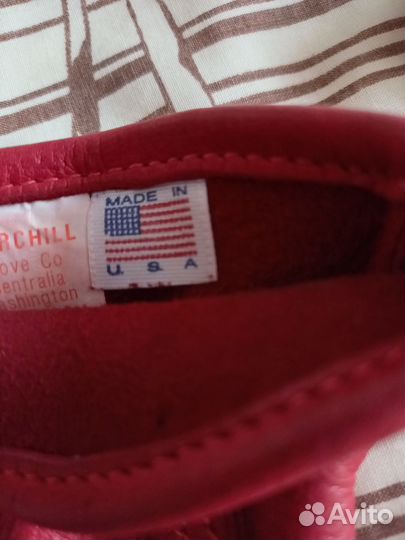 MADE IN
U. S. A
RCHILL
ove Co
entralia
ashington
Avito